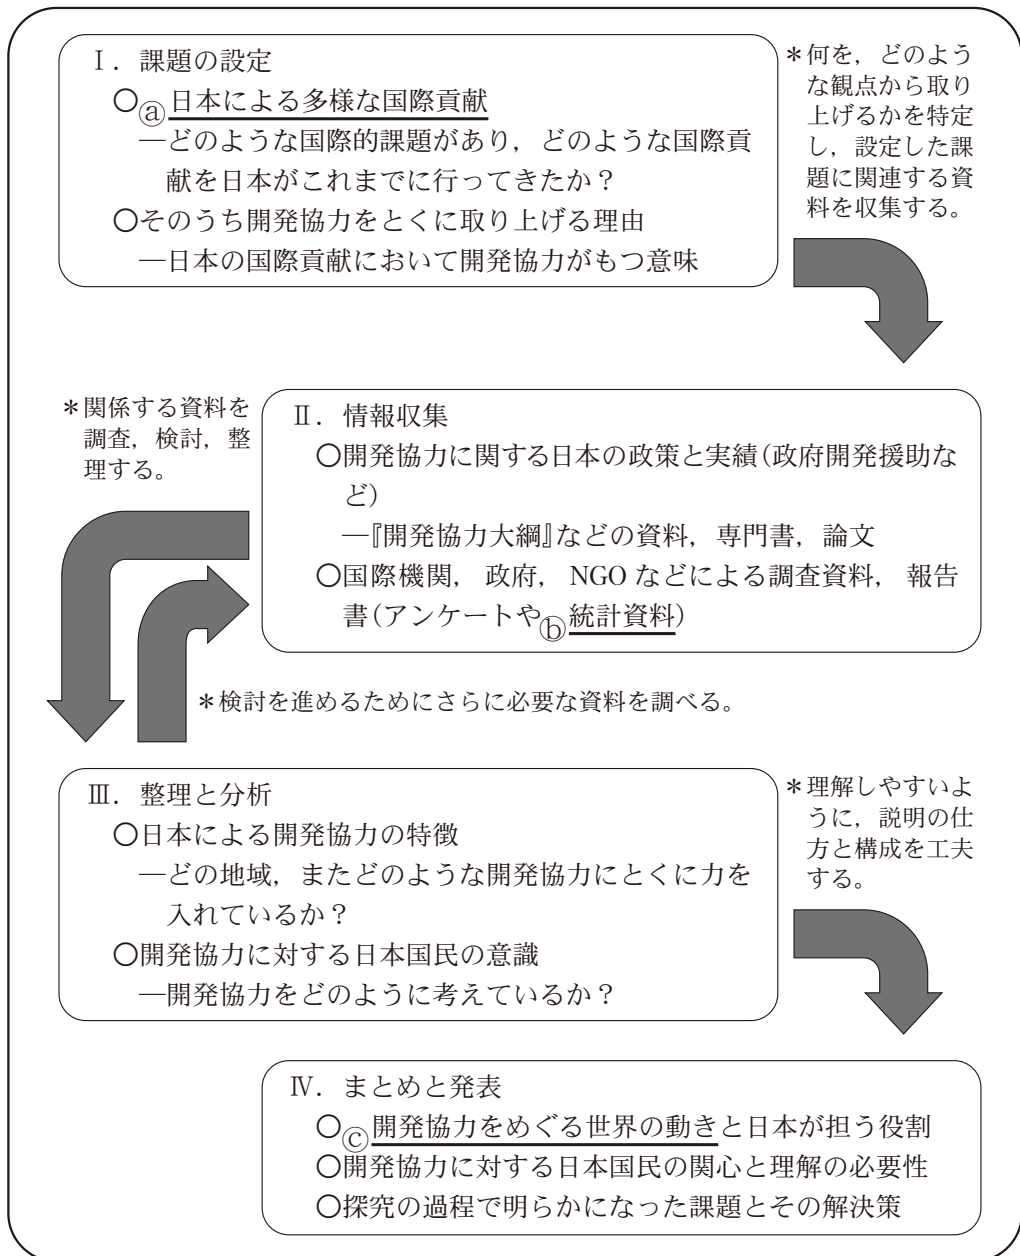 Ⅰ．課題の設定
〇ⓐ日本による多様な国際貢献
―どのような国際的課題があり，どのような国際貢
献を日本がこれまでに行ってきたか？
〇そのうち開発協力をとくに取り上げる理由
―日本の国際貢献において開発協力がもつ意味
＊何を，どのよう
な観点から取り
上げるかを特定
し，設定した課
題に関連する資
料を収集する。
＊関係する資料を
調査，検討，整
理する。
Ⅱ．情報収集
〇開発協力に関する日本の政策と実績(政府開発援助な
ど)
―『開発協力大綱』などの資料，専門書，論文
〇国際機関，政府，NGO などによる調査資料，報告
書(アンケートやⓑ統計資料)
＊検討を進めるためにさらに必要な資料を調べる。
Ⅲ．整理と分析
〇日本による開発協力の特徴
―どの地域，またどのような開発協力にとくに力を
入れているか？
〇開発協力に対する日本国民の意識
―開発協力をどのように考えているか？
＊理解しやすいよ
うに，説明の仕
方と構成を工夫
する。
Ⅳ．まとめと発表
〇ⓒ開発協力をめぐる世界の動きと日本が担う役割
〇開発協力に対する日本国民の関心と理解の必要性
〇探究の過程で明らかになった課題とその解決策